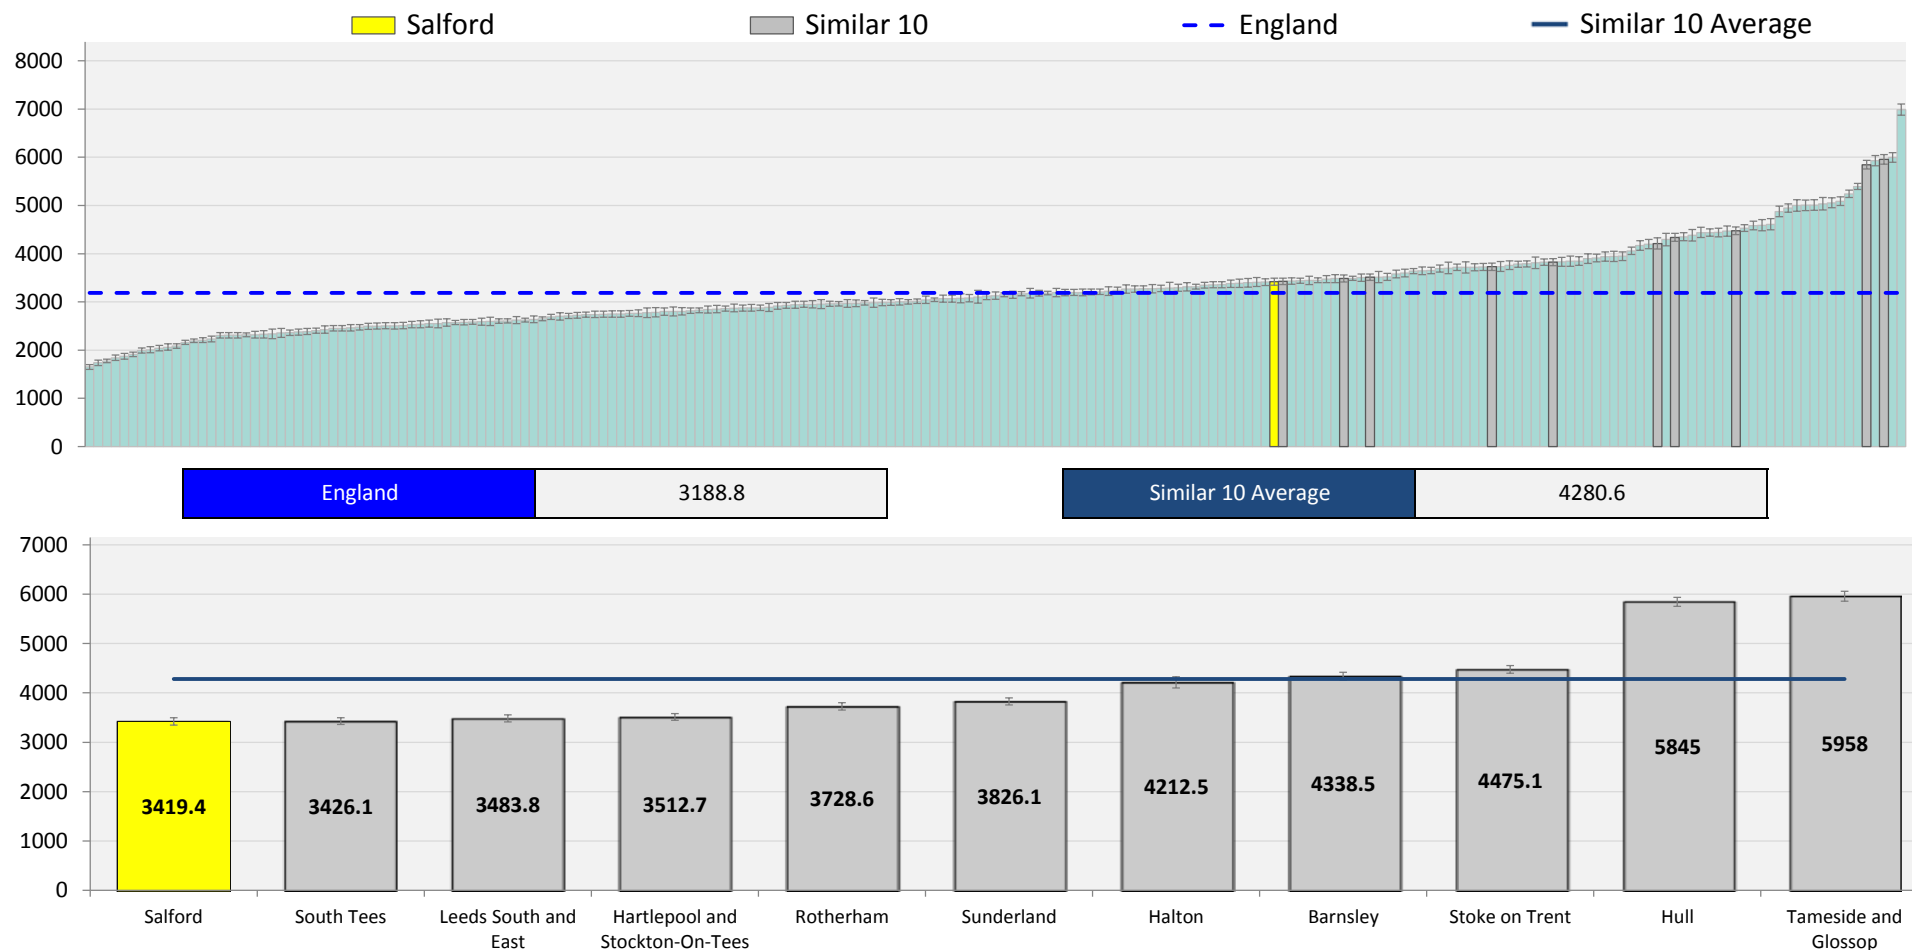 Salford
Similar 10
England
Similar 10 Average
8000
7000
6000
5000
4000
3000
2000
1000
0
England
3188.8
Similar 10 Average
4280.6
7000
6000
5000
4000
3000
2000
1000
0
3419.4
3426.1
3483.8
3512.7
3728.6
3826.1
4212.5
4338.5
4475.1
5845
5958
Salford
South Tees
Leeds South and
East
Hartlepool and
Stockton-On-Tees
Rotherham
Sunderland
Halton
Barnsley
Stoke on Trent
Hull
Tameside and
Glossop